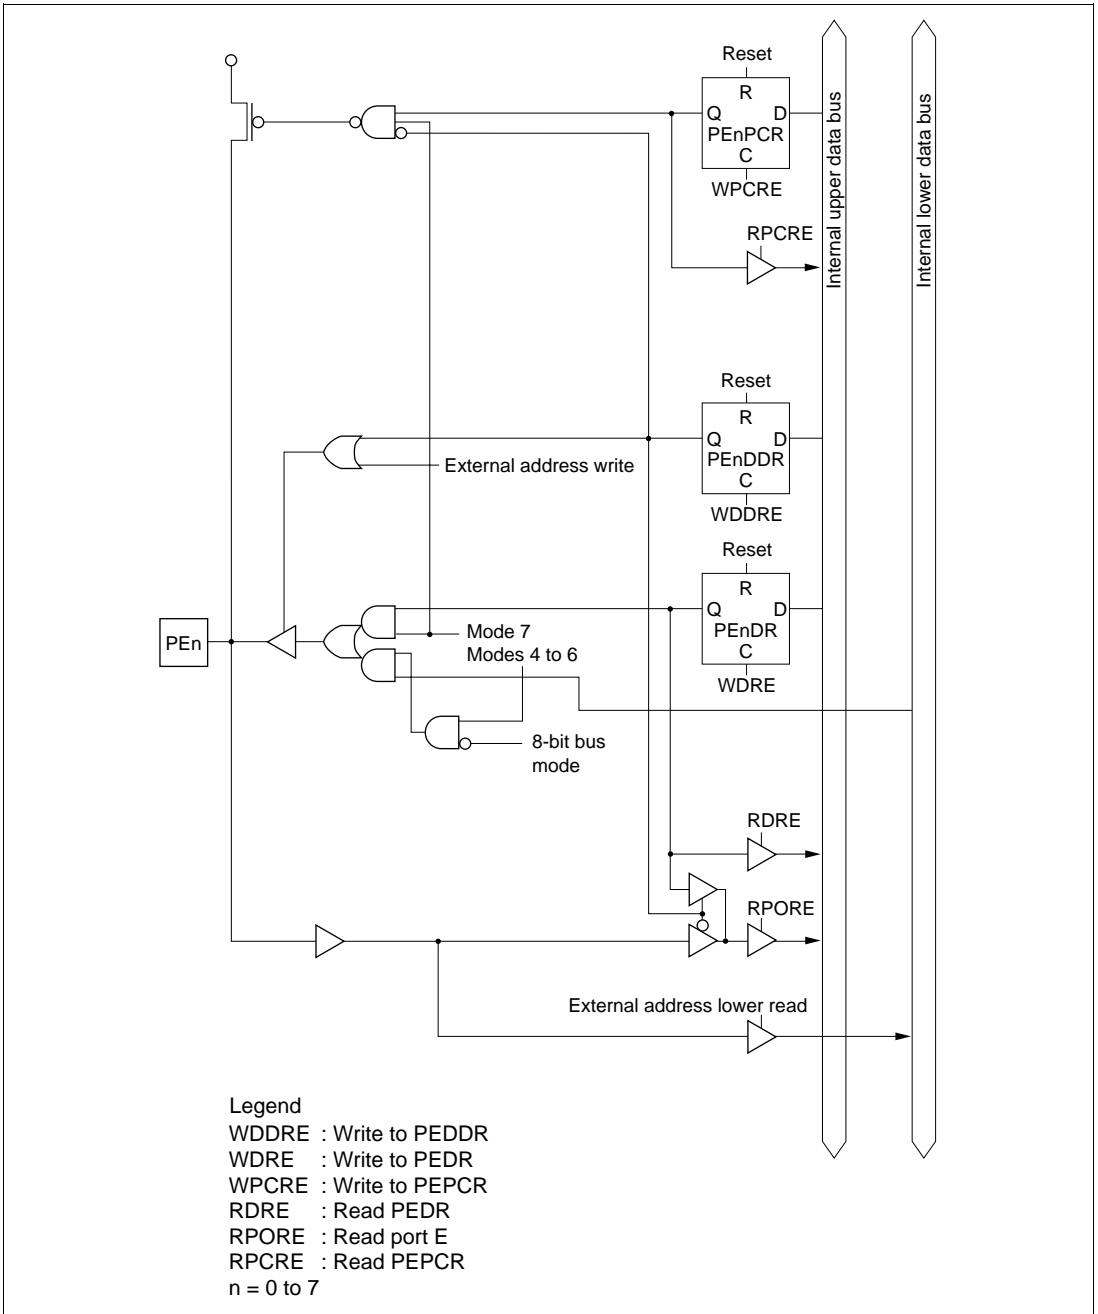 Reset
R
Q D
PEnPCR
C
WPCRE
RPCRE
Internal upper data bus
Internal lower data bus
Reset
R
Q D
PEnDDR
C
WDDRE
External address write
Reset
R
Q D
PEnDR
C
WDRE
PEn
Mode 7
Modes 4 to 6
8-bit bus
mode
RDRE
RPORE
External address lower read
Legend
WDDRE : Write to PEDDR
WDRE : Write to PEDR
WPCRE : Write to PEPCR
RDRE : Read PEDR
RPORE : Read port E
RPCRE : Read PEPCR
n = 0 to 7